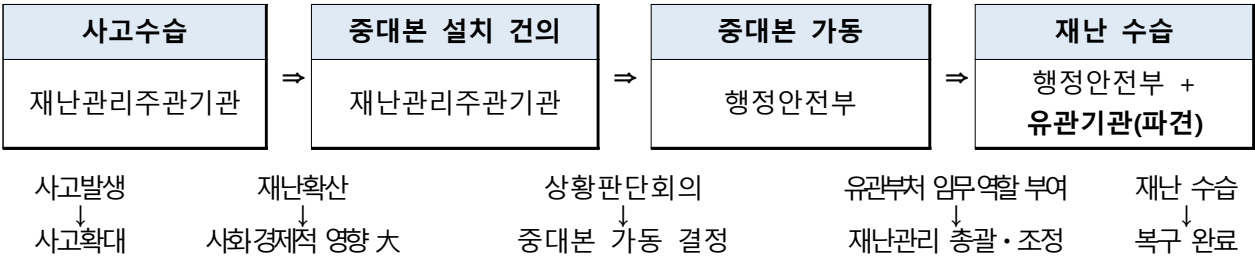 사고수습
중대본 설치 건의
중대본 가동
재난 수습
재난관리주관기관
⇒
재난관리주관기관
⇒
행정안전부
⇒
행정안전부 +
유관기관(파견)
사고발생
↓
사고확대
재난확산
↓
사회·경제적 영향 大
상황판단회의
↓
중대본 가동 결정
유관부처 임무·역할 부여
↓
재난관리 총괄·조정
재난 수습
↓
복구 완료